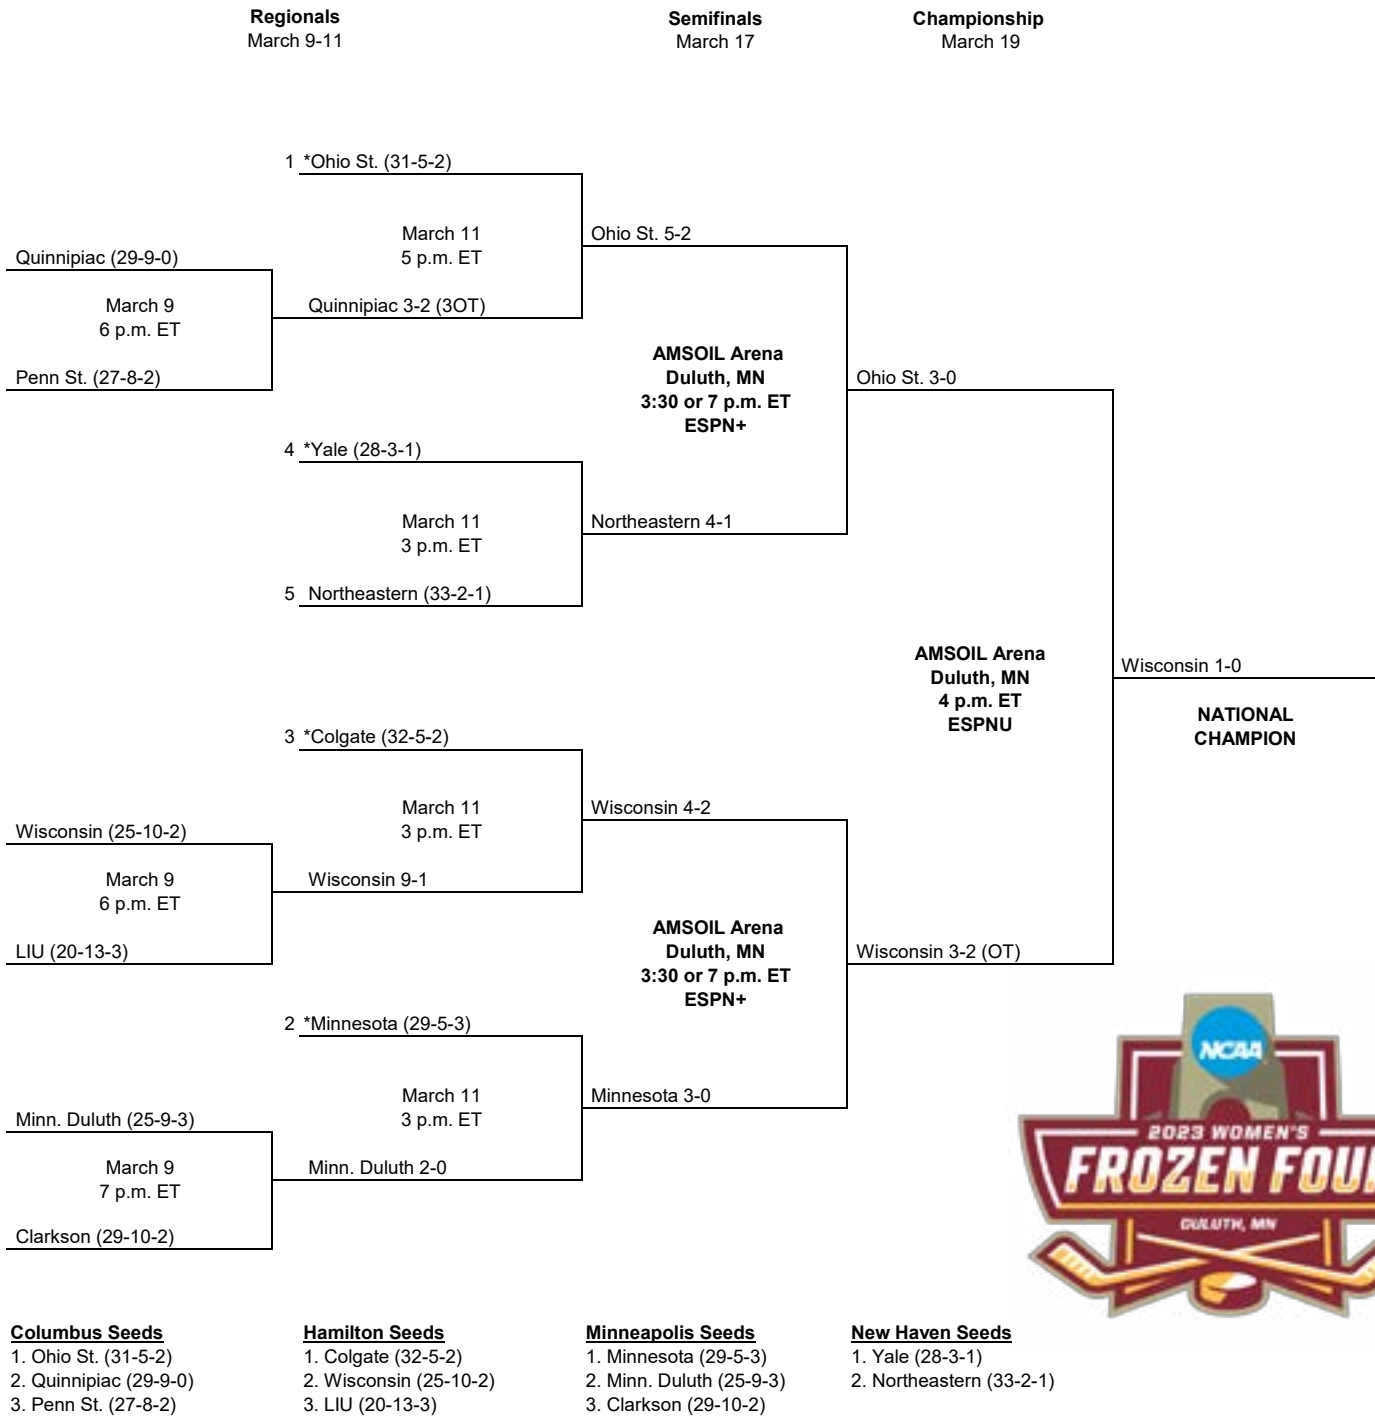 Regionals
March 9-11
Semifinals
March 17
Championship
March 19
1 *Ohio St. (31-5-2)
March 11
5 p.m. ET
Ohio St. 5-2
Quinnipiac (29-9-0)
March 9
6 p.m. ET
Quinnipiac 3-2 (3OT)
Penn St. (27-8-2)
AMSOIL Arena
Duluth, MN
3:30 or 7 p.m. ET
ESPN+
Ohio St. 3-0
4 *Yale (28-3-1)
March 11
3 p.m. ET
Northeastern 4-1
5 Northeastern (33-2-1)
AMSOIL Arena
Duluth, MN
4 p.m. ET
ESPNU
Wisconsin 1-0
NATIONAL
CHAMPION
3 *Colgate (32-5-2)
March 11
3 p.m. ET
Wisconsin 4-2
Wisconsin (25-10-2)
March 9
6 p.m. ET
Wisconsin 9-1
LIU (20-13-3)
AMSOIL Arena
Duluth, MN
3:30 or 7 p.m. ET
ESPN+
Wisconsin 3-2 (OT)
2 *Minnesota (29-5-3)
March 11
3 p.m. ET
Minnesota 3-0
Minn. Duluth (25-9-3)
March 9
7 p.m. ET
Minn. Duluth 2-0
Clarkson (29-10-2)
NCAA
2023 WOMEN'S
FROZEN FOUR
DULUTH, MN
Columbus Seeds
1. Ohio St. (31-5-2)
2. Quinnipiac (29-9-0)
3. Penn St. (27-8-2)
Hamilton Seeds
1. Colgate (32-5-2)
2. Wisconsin (25-10-2)
3. LIU (20-13-3)
Minneapolis Seeds
1. Minnesota (29-5-3)
2. Minn. Duluth (25-9-3)
3. Clarkson (29-10-2)
New Haven Seeds
1. Yale (28-3-1)
2. Northeastern (33-2-1)